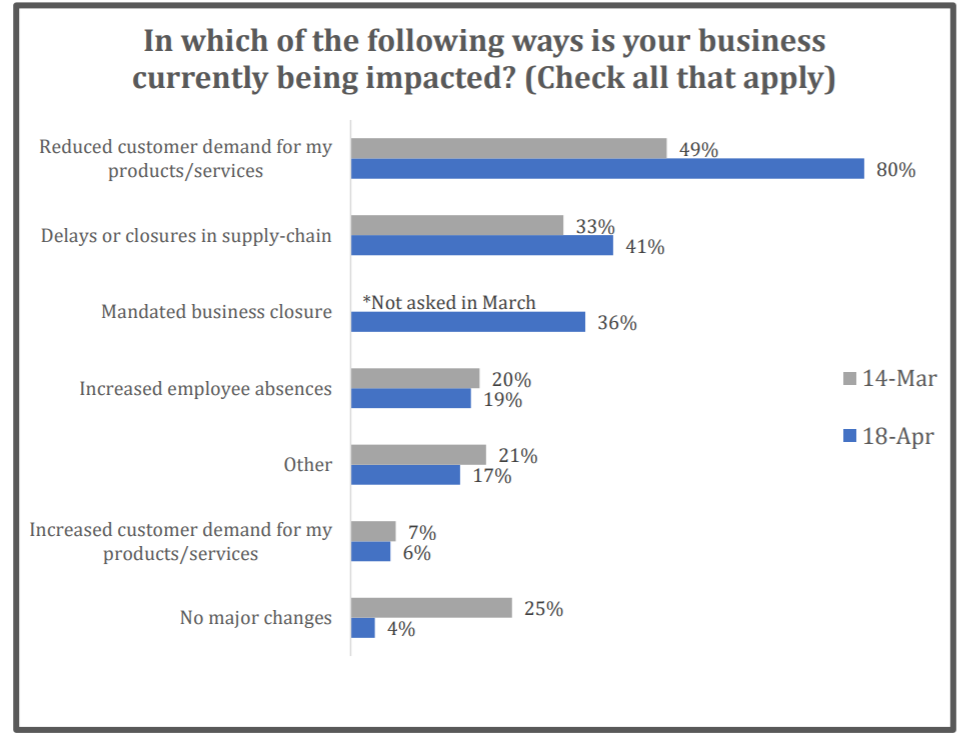 In which of the following ways is your business
currently being impacted? (Check all that apply)
Reduced customer demand for my
products/services
49%
80%
Delays or closures in supply-chain
33%
41%
Mandated business closure
*Not asked in March
36%
Increased employee absences
20%
19%
14-Mar
18-Apr
Other
21%
17%
Increased customer demand for my
products/services
7%
6%
No major changes
25%
4%